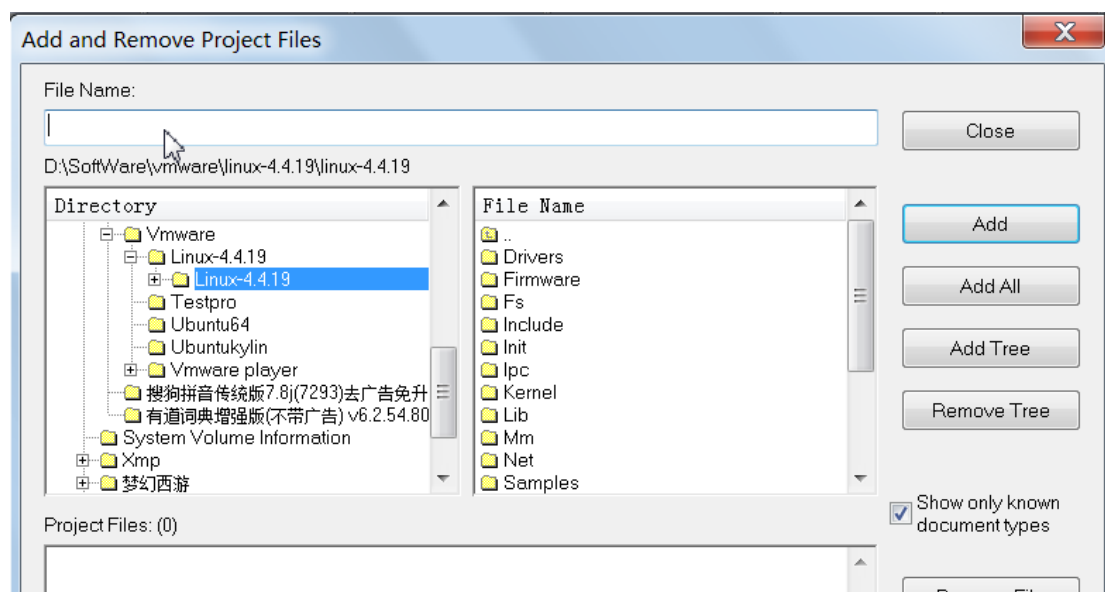 Add and Remove Project Files
File Name:
Close
D:\SoftWare\vmware\linux-4.4.19\linux-4.4.19
Directory
Vmware
Linux-4.4.19
Linux-4.4.19
Testpro
Ubuntu64
Ubuntukylin
Vmware player
搜狗拼音传统版7.8j(7293)去广告免升
有道词典增强版(不带广告) v6.2.54.80
System Volume Information
Xmp
梦幻西游
File Name
..
Drivers
Firmware
Fs
Include
Init
Ipc
Kernel
Lib
Mm
Net
Samples
Add
Add All
Add Tree
Remove Tree
Show only known
document types
Project Files: (0)